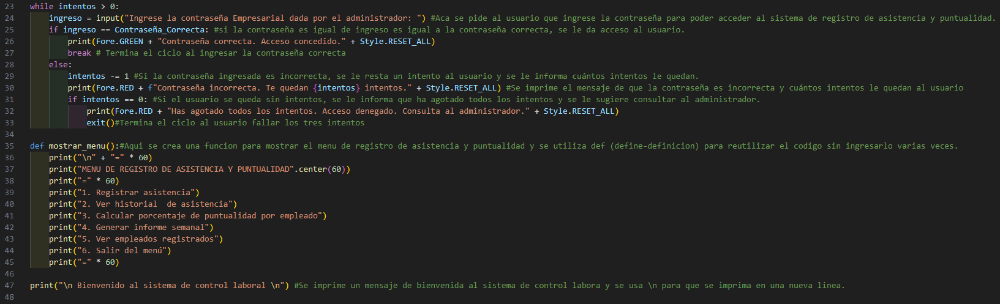 23 while intentos > 0:
24     ingreso = input("Ingrese la contraseña Empresarial dada por el administrador: ") #Aca se pide al usuario que ingrese la contraseña para poder acceder al sistema de registro de asistencia y puntualidad.
25     if ingreso == Contraseña_Correcta: #si la contraseña es igual de ingreso es igual a la contraseña correcta, se le da acceso al usuario.
26         print(Fore.GREEN + "Contraseña correcta. Acceso concedido." + Style.RESET_ALL)
27         break # Termina el ciclo al ingresar la contraseña correcta
28     else:
29         intentos -= 1 #Si la contraseña ingresada es incorrecta, se le resta un intento al usuario y se le informa cuántos intentos le quedan.
30         print(Fore.RED + f"Contraseña incorrecta. Te quedan {intentos} intentos." + Style.RESET_ALL) #Se imprime el mensaje de que la contraseña es incorrecta y cuántos intentos le quedan al usuario
31         if intentos == 0: #Si el usuario se queda sin intentos, se le informa que ha agotado todos los intentos y se le sugiere consultar al administrador.
32             print(Fore.RED + "Has agotado todos los intentos. Acceso denegado. Consulta al administrador." + Style.RESET_ALL)
33             exit()#Termina el ciclo al usuario fallar los tres intentos
34
35 def mostrar_menu():#Aqui se crea una funcion para mostrar el menu de registro de asistencia y puntualidad y se utiliza def (define-definicion) para reutilizar el codigo sin ingresarlo varias veces.
36     print("\n" + "=" * 60)
37     print("MENU DE REGISTRO DE ASISTENCIA Y PUNTUALIDAD".center(60))
38     print("=" * 60)
39     print("1. Registrar asistencia")
40     print("2. Ver historial  de asistencia")
41     print("3. Calcular porcentaje de puntualidad por empleado")
42     print("4. Generar informe semanal")
43     print("5. Ver empleados registrados")
44     print("6. Salir del menú")
45     print("=" * 60)
46
47 print("\n Bienvenido al sistema de control laboral \n") #Se imprime un mensaje de bienvenida al sistema de control labora y se usa \n para que se imprima en una nueva linea.
48